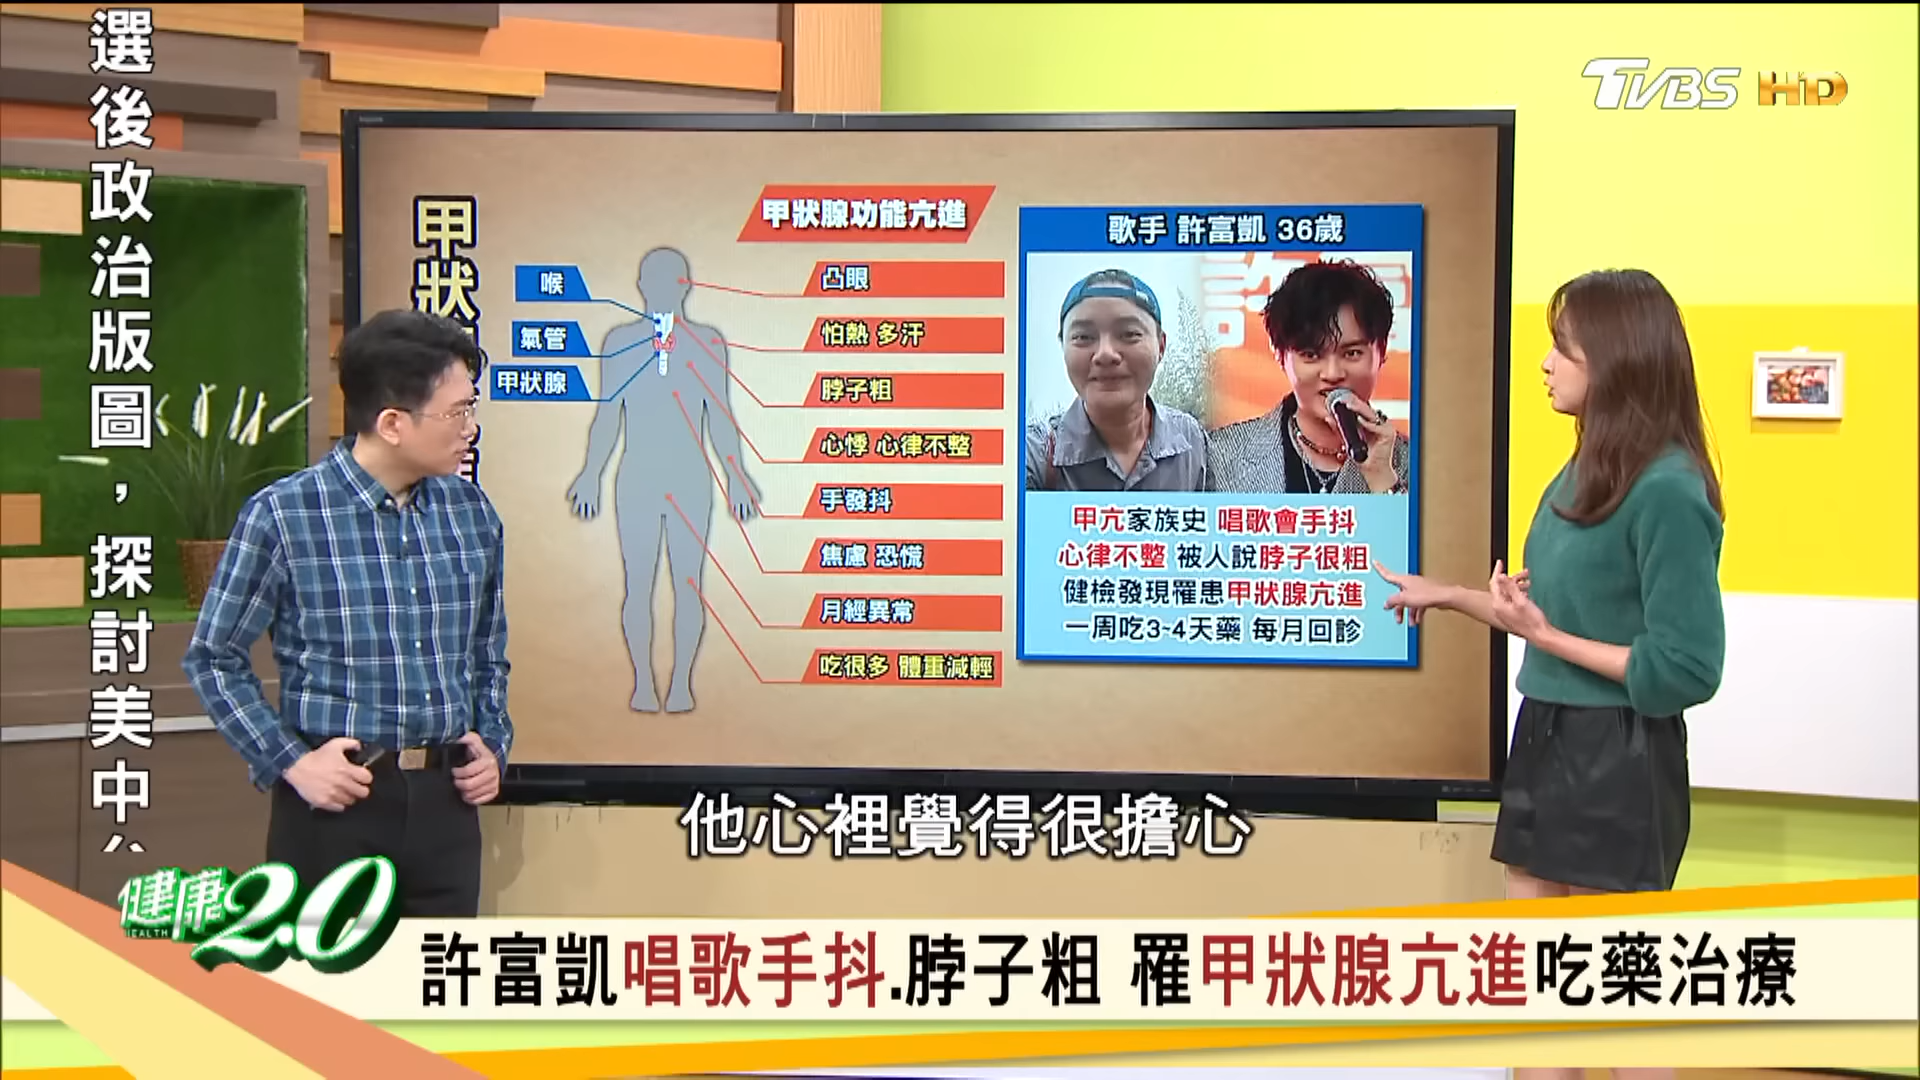 選後政治版圖，探討美中
TVBS HD
甲狀
甲狀腺功能亢進
喉
氣管
甲狀腺
凸眼
怕熱 多汗
脖子粗
心悸 心律不整
手發抖
焦慮 恐慌
月經異常
吃很多 體重減輕
歌手 許富凱 36歲
甲亢家族史 唱歌會手抖
心律不整 被人說脖子很粗
健檢發現罹患甲狀腺亢進
一周吃3~4天藥 每月回診
他心裡覺得很擔心
健康2.0
HEALTH
許富凱唱歌手抖.脖子粗 罹甲狀腺亢進吃藥治療